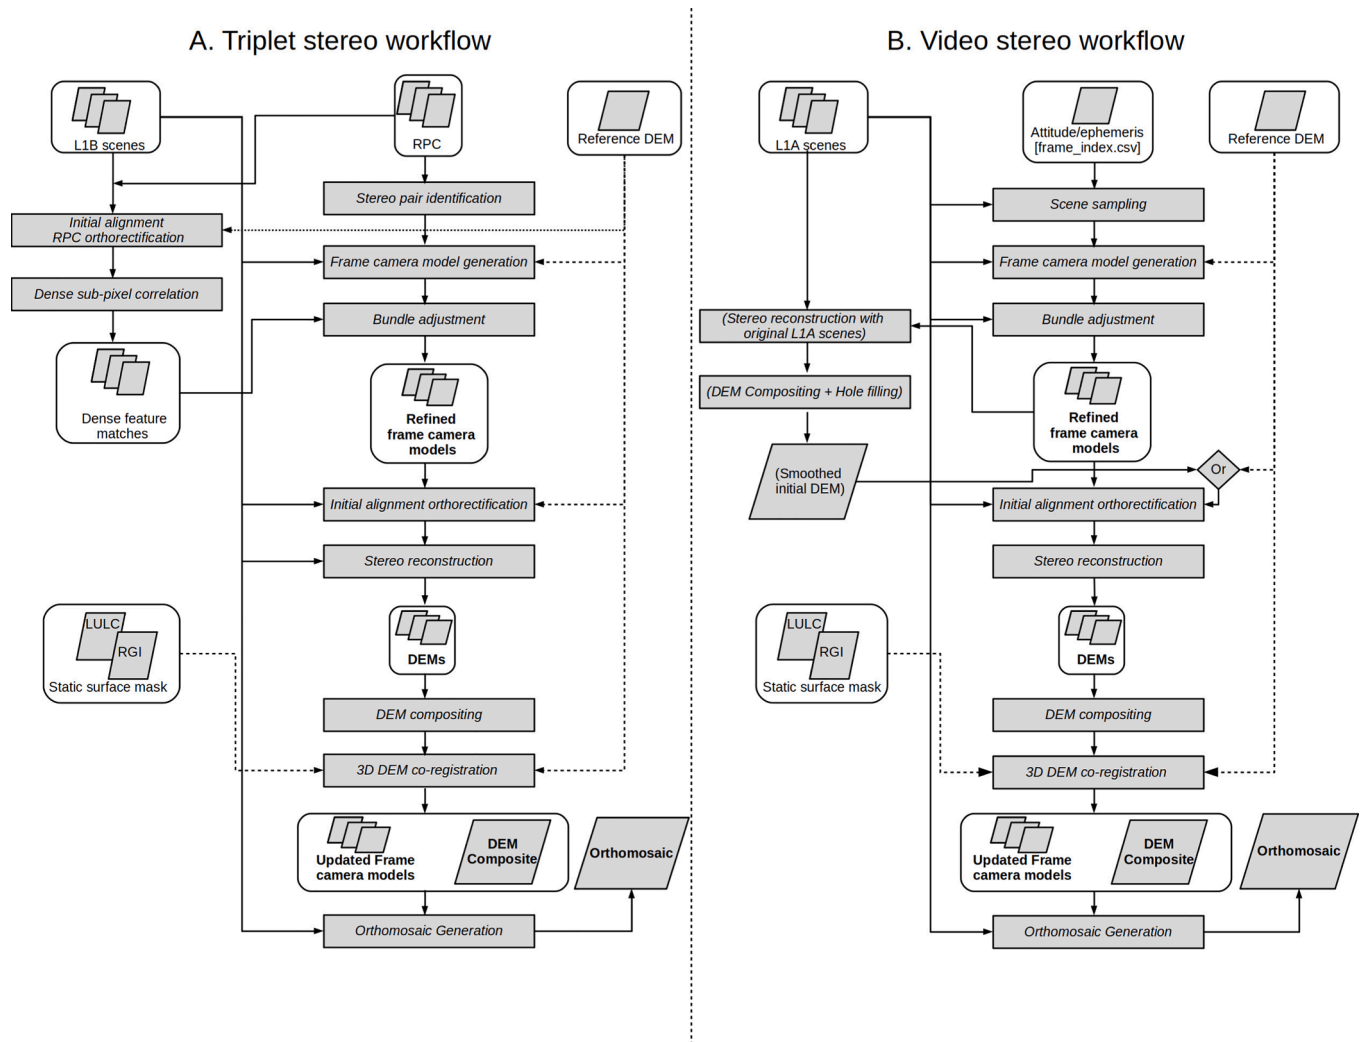 A. Triplet stereo workflow
L1B scenes
RPC
Reference DEM
Stereo pair identification
Initial alignment
RPC orthorectification
Frame camera model generation
Dense sub-pixel correlation
Bundle adjustment
Dense feature
matches
Refined
frame camera
models
Initial alignment orthorectification
Stereo reconstruction
LULC
RGI
Static surface mask
DEMs
DEM compositing
3D DEM co-registration
Updated Frame
camera models
DEM
Composite
Orthomosaic
Orthomosaic Generation
B. Video stereo workflow
L1A scenes
Attitude/ephemeris
[frame_index.csv]
Reference DEM
Scene sampling
Frame camera model generation
(Stereo reconstruction with
original L1A scenes)
Bundle adjustment
(DEM Compositing + Hole filling)
Refined
frame camera
models
(Smoothed
initial DEM)
Or
Initial alignment orthorectification
Stereo reconstruction
LULC
RGI
Static surface mask
DEMs
DEM compositing
3D DEM co-registration
Updated Frame
camera models
DEM
Composite
Orthomosaic
Orthomosaic Generation